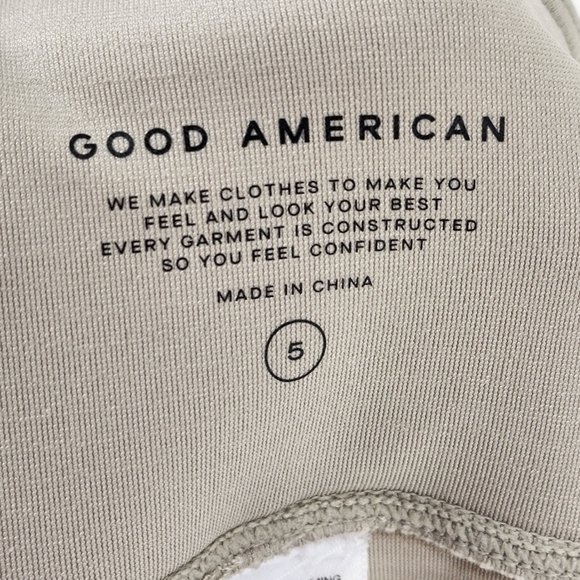 GOOD AMERICAN
WE MAKE CLOTHES TO MAKE YOU
FEEL AND LOOK YOUR BEST
EVERY GARMENT IS CONSTRUCTED
SO YOU FEEL CONFIDENT
MADE IN CHINA
5